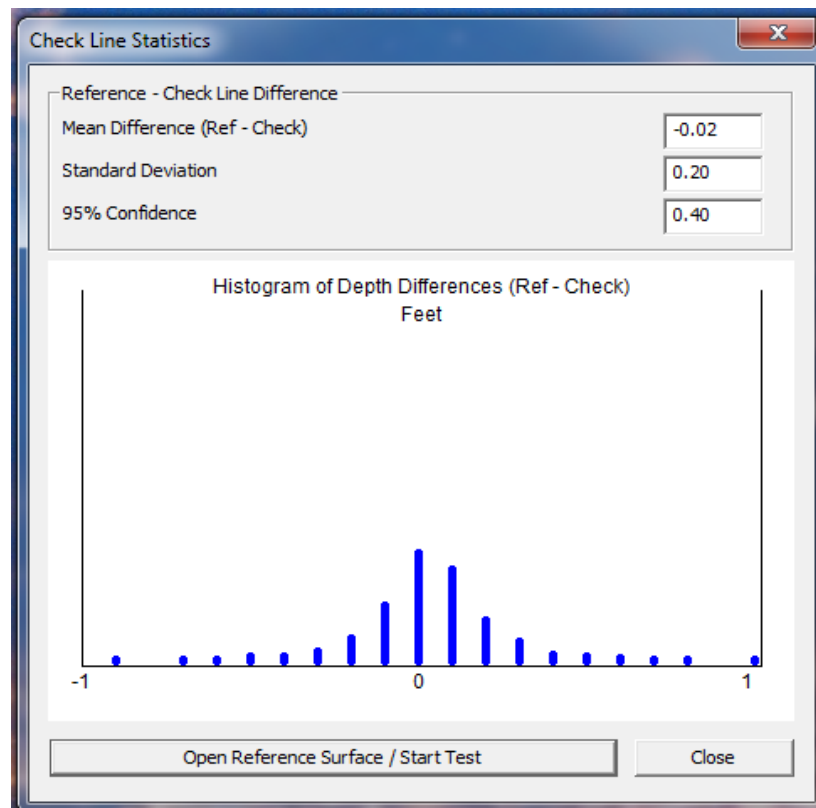 Check Line Statistics
Reference - Check Line Difference
Mean Difference (Ref - Check) -0.02
Standard Deviation 0.20
95% Confidence 0.40
Histogram of Depth Differences (Ref - Check)
Feet
-1 0 1
Open Reference Surface / Start Test Close